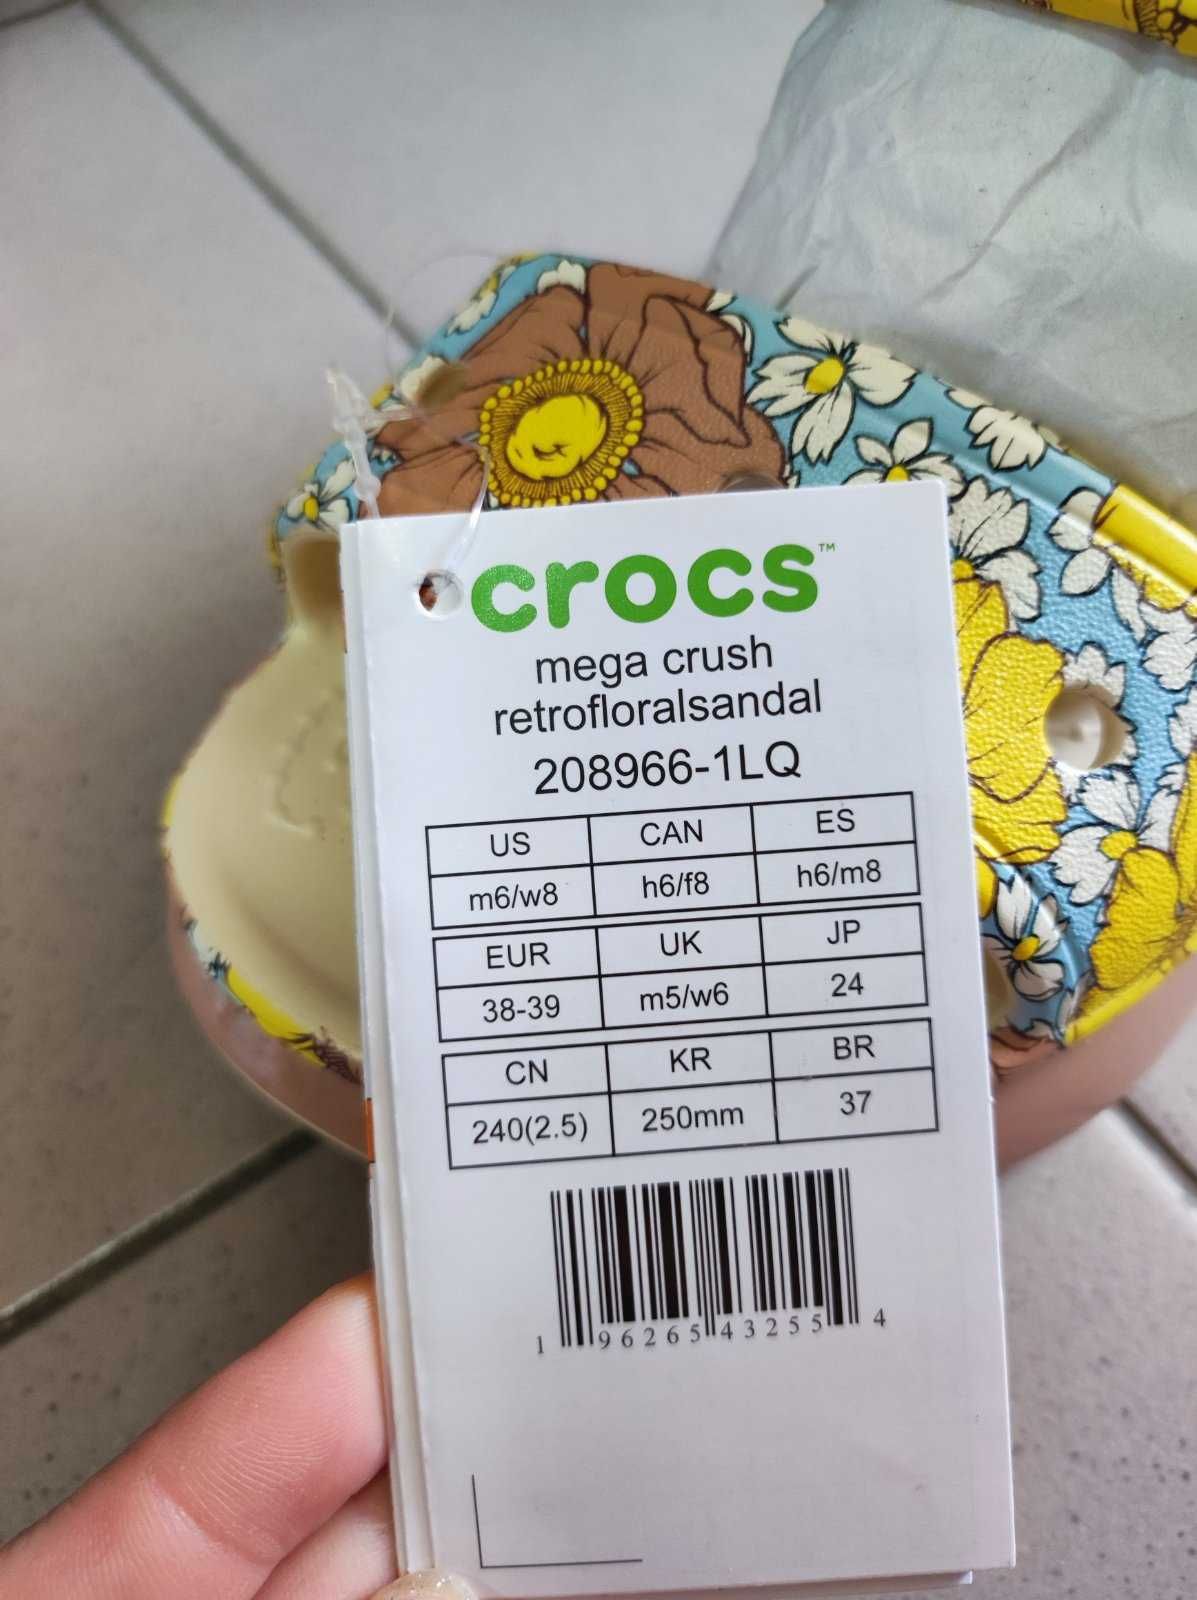 crocs™
mega crush
retrofloralsandal
208966-1LQ
US CAN ES
m6/w8 h6/f8 h6/m8
EUR UK JP
38-39 m5/w6 24
CN KR BR
240(2.5) 250mm 37
1 96265 43255 4